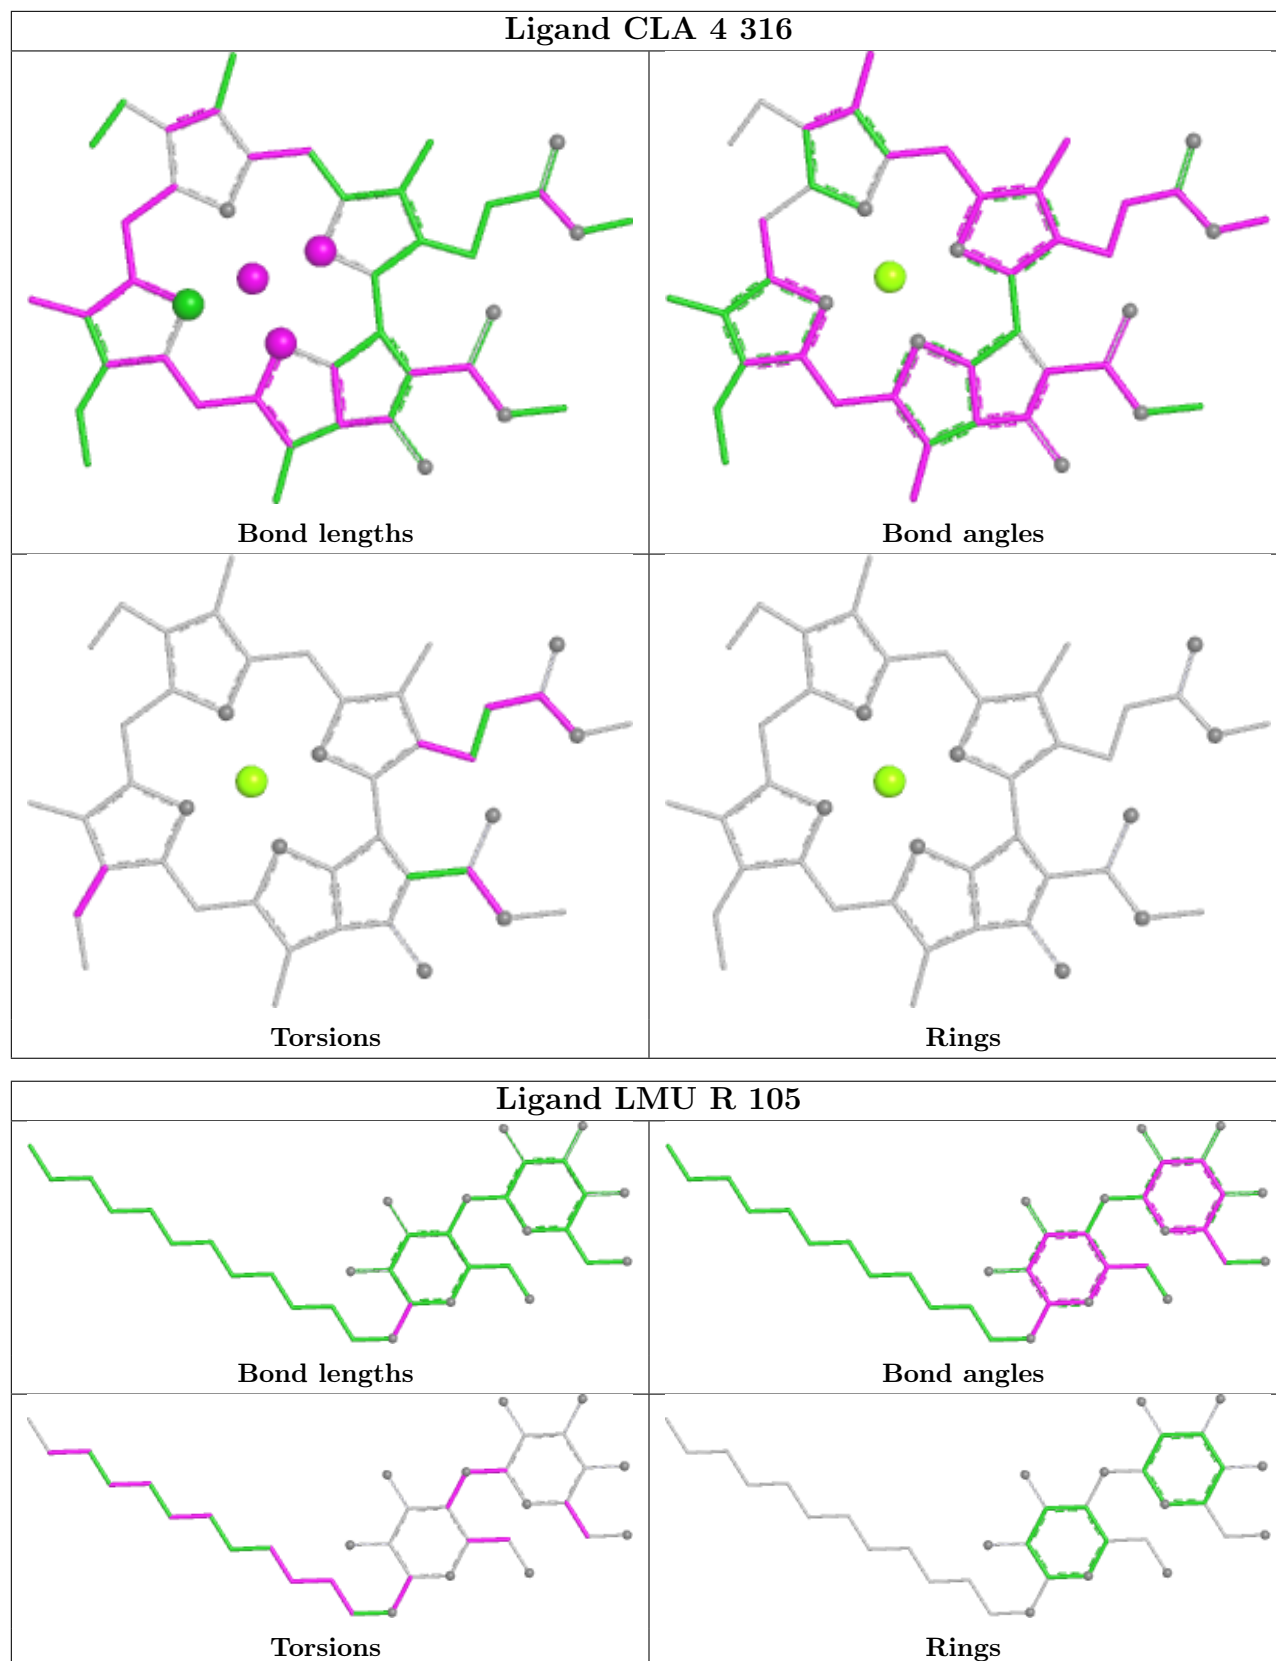 Ligand CLA 4 316
Bond lengths
Bond angles
Torsions
Rings
Ligand LMU R 105
Bond lengths
Bond angles
Torsions
Rings